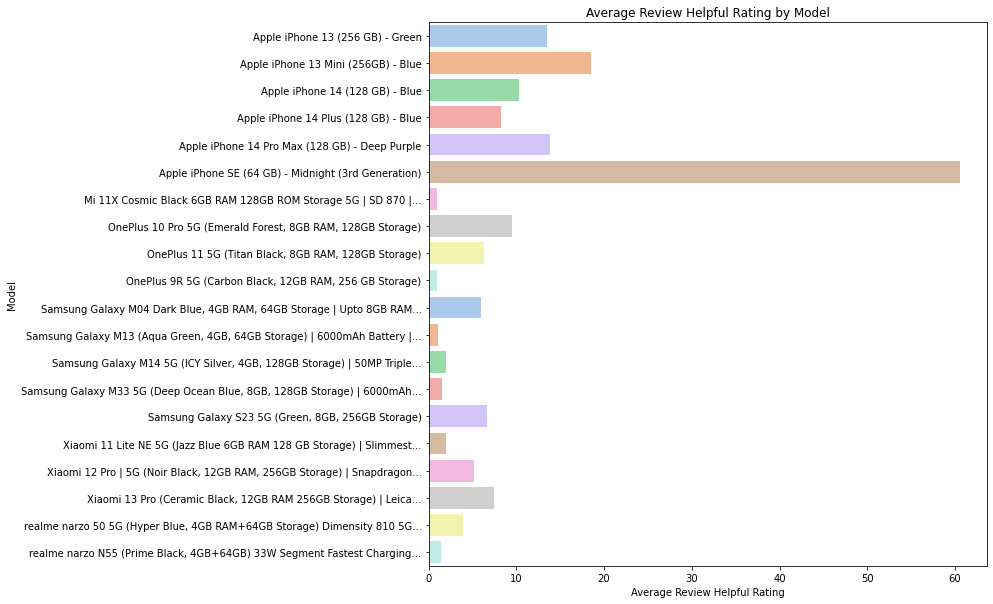 Average Review Helpful Rating by Model
Apple iPhone 13 (256 GB) - Green
Apple iPhone 13 Mini (256GB) - Blue
Apple iPhone 14 (128 GB) - Blue
Apple iPhone 14 Plus (128 GB) - Blue
Apple iPhone 14 Pro Max (128 GB) - Deep Purple
Apple iPhone SE (64 GB) - Midnight (3rd Generation)
Mi 11X Cosmic Black 6GB RAM 128GB ROM Storage 5G | SD 870 |...
OnePlus 10 Pro 5G (Emerald Forest, 8GB RAM, 128GB Storage)
OnePlus 11 5G (Titan Black, 8GB RAM, 128GB Storage)
OnePlus 9R 5G (Carbon Black, 12GB RAM, 256 GB Storage)
Samsung Galaxy M04 Dark Blue, 4GB RAM, 64GB Storage | Upto 8GB RAM...
Samsung Galaxy M13 (Aqua Green, 4GB, 64GB Storage) | 6000mAh Battery |...
Samsung Galaxy M14 5G (ICY Silver, 4GB, 128GB Storage) | 50MP Triple...
Samsung Galaxy M33 5G (Deep Ocean Blue, 8GB, 128GB Storage) | 6000mAh...
Samsung Galaxy S23 5G (Green, 8GB, 256GB Storage)
Xiaomi 11 Lite NE 5G (Jazz Blue 6GB RAM 128 GB Storage) | Slimmest...
Xiaomi 12 Pro | 5G (Noir Black, 12GB RAM, 256GB Storage) | Snapdragon...
Xiaomi 13 Pro (Ceramic Black, 12GB RAM 256GB Storage) | Leica...
realme narzo 50 5G (Hyper Blue, 4GB RAM+64GB Storage) Dimensity 810 5G...
realme narzo N55 (Prime Black, 4GB+64GB) 33W Segment Fastest Charging...
Model
0 10 20 30 40 50 60
Average Review Helpful Rating